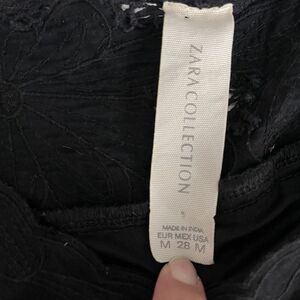 ZARA COLLECTION
MADE IN INDIA
EUR MEX USA
M 28 M